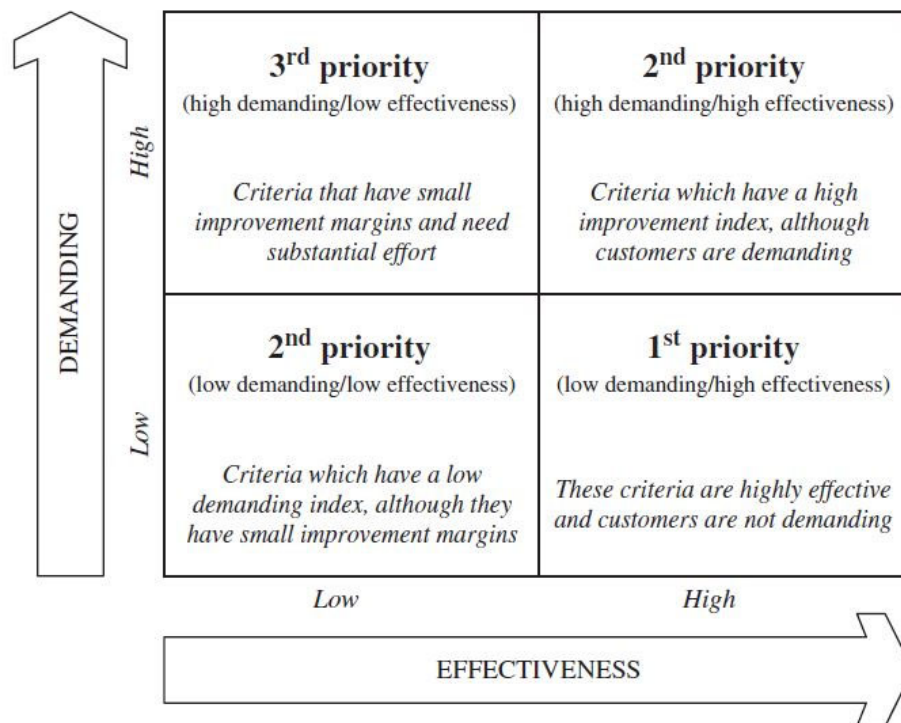 3rd priority
(high demanding/low effectiveness)
Criteria that have small
improvement margins and need
substantial effort
2nd priority
(high demanding/high effectiveness)
Criteria which have a high
improvement index, although
customers are demanding
High
DEMANDING
Low
2nd priority
(low demanding/low effectiveness)
Criteria which have a low
demanding index, although they
have small improvement margins
1st priority
(low demanding/high effectiveness)
These criteria are highly effective
and customers are not demanding
Low
High
EFFECTIVENESS